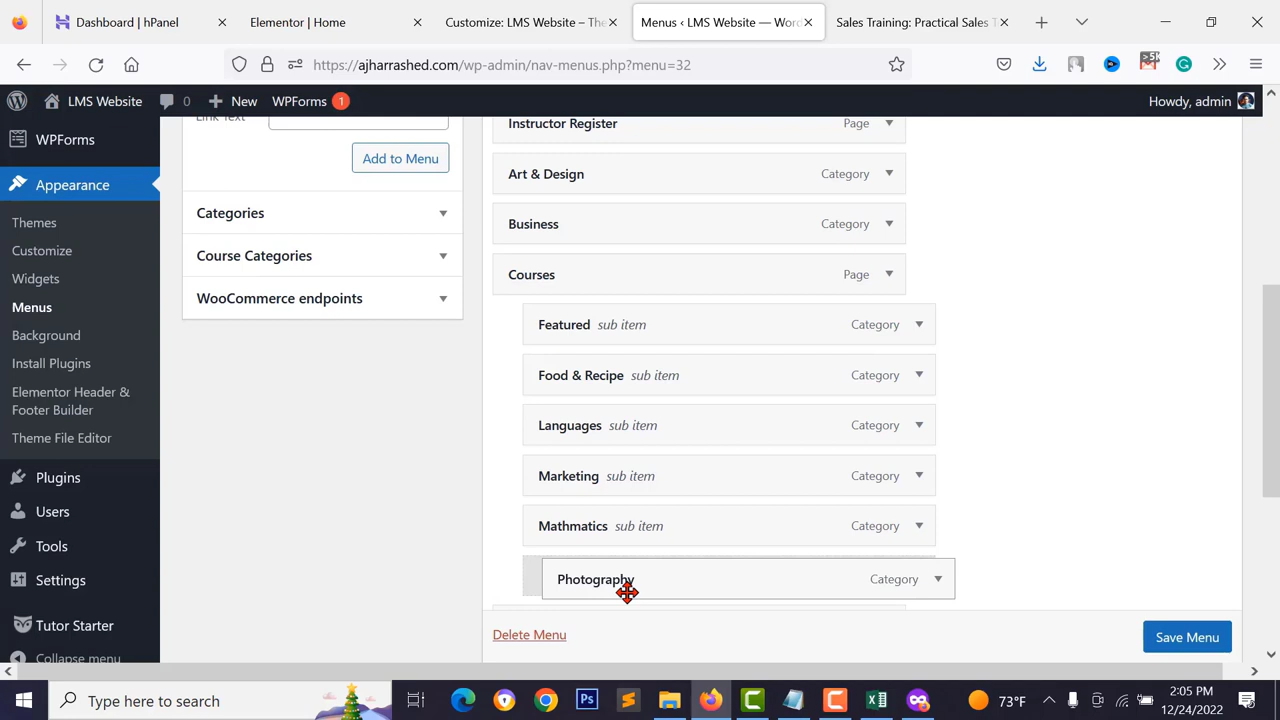 Dashboard | hPanel
Elementor | Home
Customize: LMS Website – The
Menus ‹ LMS Website — Word
Sales Training: Practical Sales T
https://ajharrashed.com/wp-admin/nav-menus.php?menu=32
>5K
LMS Website
0
New
WPForms 1
Howdy, admin
WPForms
Appearance
Themes
Customize
Widgets
Menus
Background
Install Plugins
Elementor Header &
Footer Builder
Theme File Editor
Plugins
Users
Tools
Settings
Tutor Starter
Collapse menu
Link Text
Add to Menu
Categories
Course Categories
WooCommerce endpoints
Instructor Register Page
Art & Design Category
Business Category
Courses Page
Featured sub item Category
Food & Recipe sub item Category
Languages sub item Category
Marketing sub item Category
Mathmatics sub item Category
Photography Category
Delete Menu
Save Menu
Type here to search
Ps
73°F
2:05 PM
12/24/2022